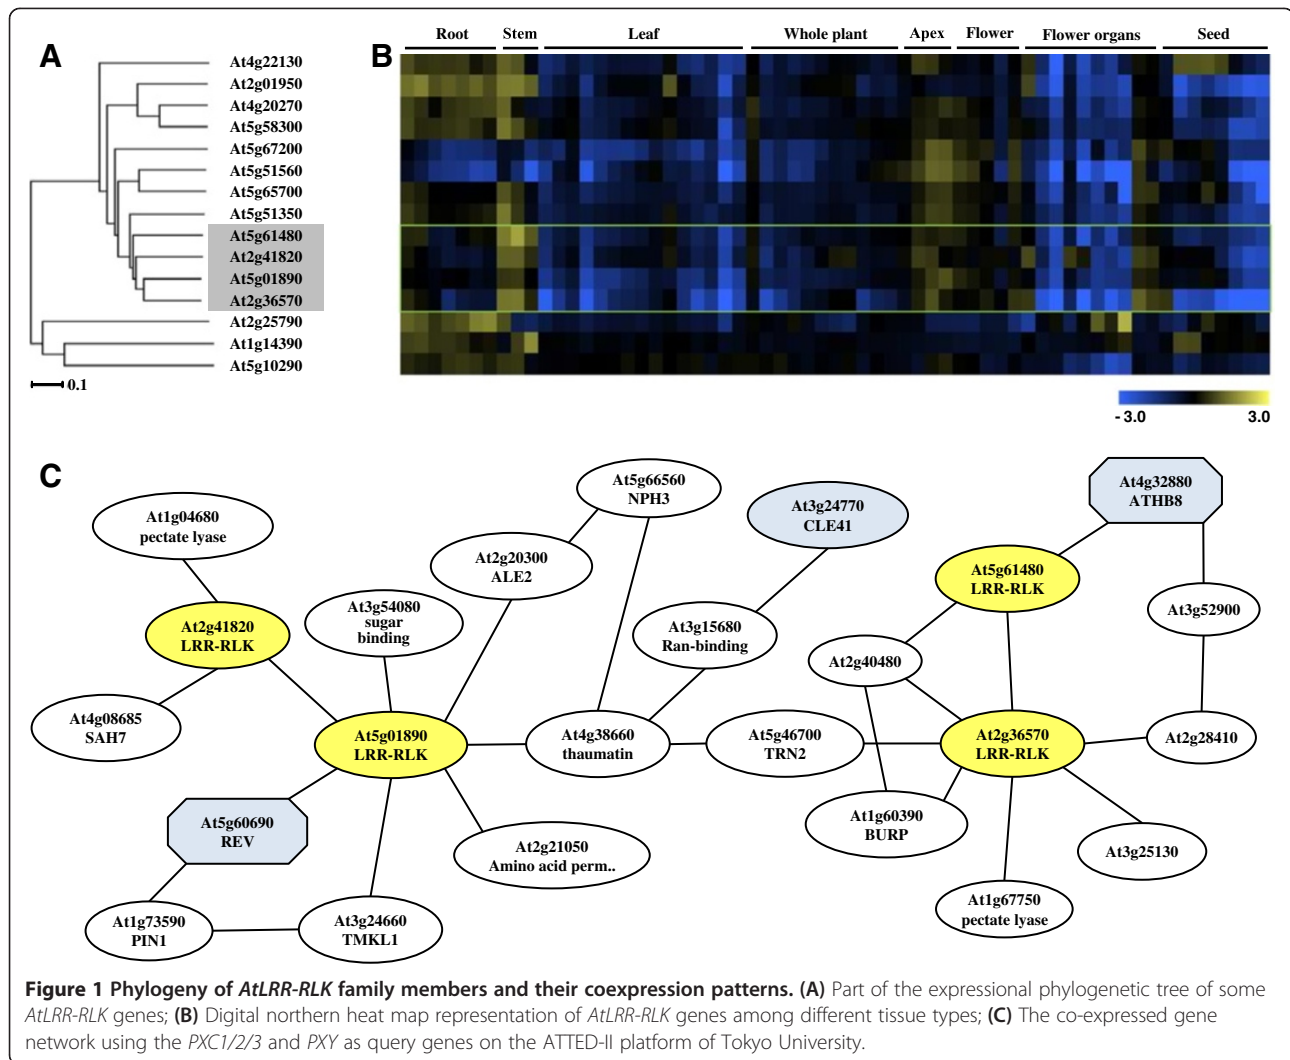 A
B
Root Stem Leaf Whole plant Apex Flower Flower organs Seed
At4g22130
At2g01950
At4g20270
At5g58300
At5g67200
At5g51560
At5g65700
At5g51350
At5g61480
At2g41820
At5g01890
At2g36570
At2g25790
At1g14390
At5g10290
0.1
- 3.0 3.0
C
At1g04680
pectate lyase
At2g41820
LRR-RLK
At4g08685
SAH7
At3g54080
sugar
binding
At2g20300
ALE2
At5g66560
NPH3
At3g24770
CLE41
At3g15680
Ran-binding
At5g01890
LRR-RLK
At4g38660
thaumatin
At5g46700
TRN2
At5g60690
REV
At2g21050
Amino acid perm..
At1g73590
PIN1
At3g24660
TMKL1
At4g32880
ATHB8
At5g61480
LRR-RLK
At3g52900
At2g40480
At2g36570
LRR-RLK
At2g28410
At1g60390
BURP
At3g25130
At1g67750
pectate lyase
Figure 1 Phylogeny of AtLRR-RLK family members and their coexpression patterns. (A) Part of the expressional phylogenetic tree of some
AtLRR-RLK genes; (B) Digital northern heat map representation of AtLRR-RLK genes among different tissue types; (C) The co-expressed gene
network using the PXC1/2/3 and PXY as query genes on the ATTED-II platform of Tokyo University.